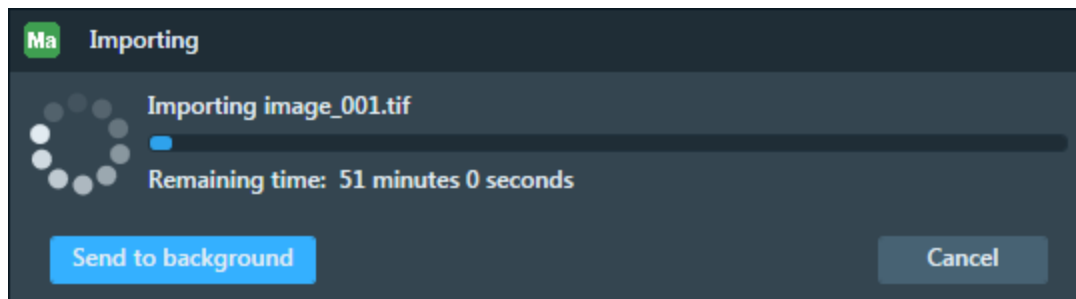 Ma Importing
Importing image_001.tif
Remaining time: 51 minutes 0 seconds
Send to background Cancel